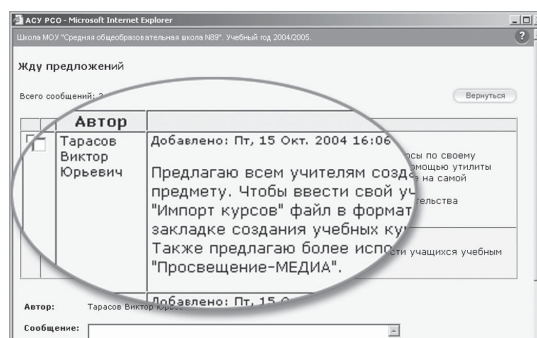 АСУ РСО - Microsoft Internet Explorer
Школа МОУ "Средняя общеобразовательная школа №89". Учебный год 2004/2005.
?
Жду предложений
Всего сообщений: 2
Вернуться
Автор
Тарасов Виктор Юрьевич
Добавлено: Пт, 15 Окт. 2004 16:06
Предлагаю всем учителям созда
предмету. Чтобы ввести свой уч
"Импорт курсов" файл в формат
закладке создания учебных ку
Также предлагаю более испо
"Просвещение-МЕДИА".
рсы по своему
омощью утилиты
е на самой
тельства
сти учащихся учебным
Добавлено: Пт, 15 О
Автор: Тарасов Виктор Юрье
Сообщение: